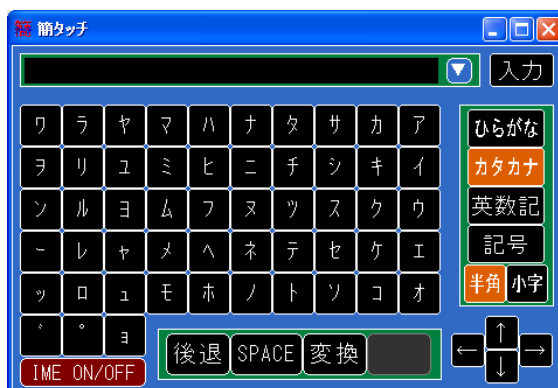 簡 簡タッチ
入力
ワ ラ ヤ マ ハ ナ タ サ カ ア
ヲ リ ユ ミ ヒ ニ チ シ キ イ
ン ル ヨ ム フ ヌ ツ ス ク ウ
ー レ ャ メ ヘ ネ テ セ ケ エ
ッ ロ ュ モ ホ ノ ト ソ コ オ
゛ ゜ ョ
ひらがな
カタカナ
英数記
記号
半角 小字
後退 SPACE 変換
↑
← →
↓
IME ON/OFF